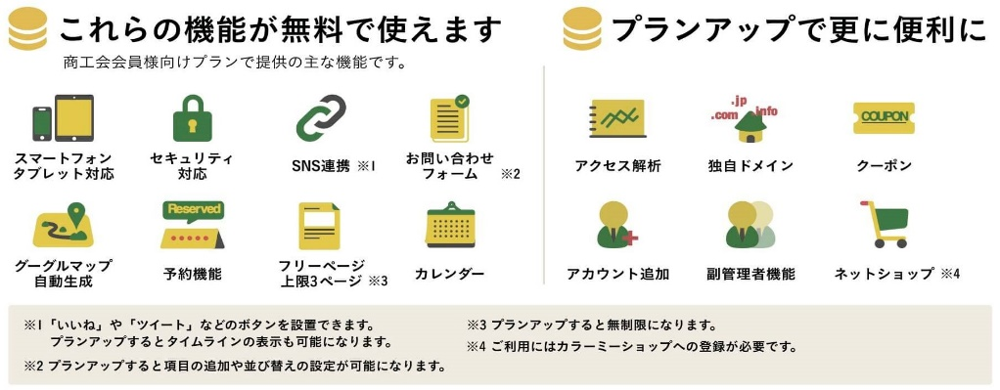 これらの機能が無料で使えます
商工会会員様向けプランで提供の主な機能です。
スマートフォン
タブレット対応
セキュリティ
対応
SNS連携 ※1
お問い合わせ
フォーム ※2
グーグルマップ
自動生成
Reserved
予約機能
フリーページ
上限3ページ ※3
カレンダー
プランアップで更に便利に
アクセス解析
.jp
.com
info
独自ドメイン
COUPON
クーポン
アカウント追加
副管理者機能
ネットショップ ※4
※1「いいね」や「ツイート」などのボタンを設置できます。
プランアップするとタイムラインの表示も可能になります。
※2 プランアップすると項目の追加や並び替えの設定が可能になります。
※3 プランアップすると無制限になります。
※4 ご利用にはカラーミーショップへの登録が必要です。